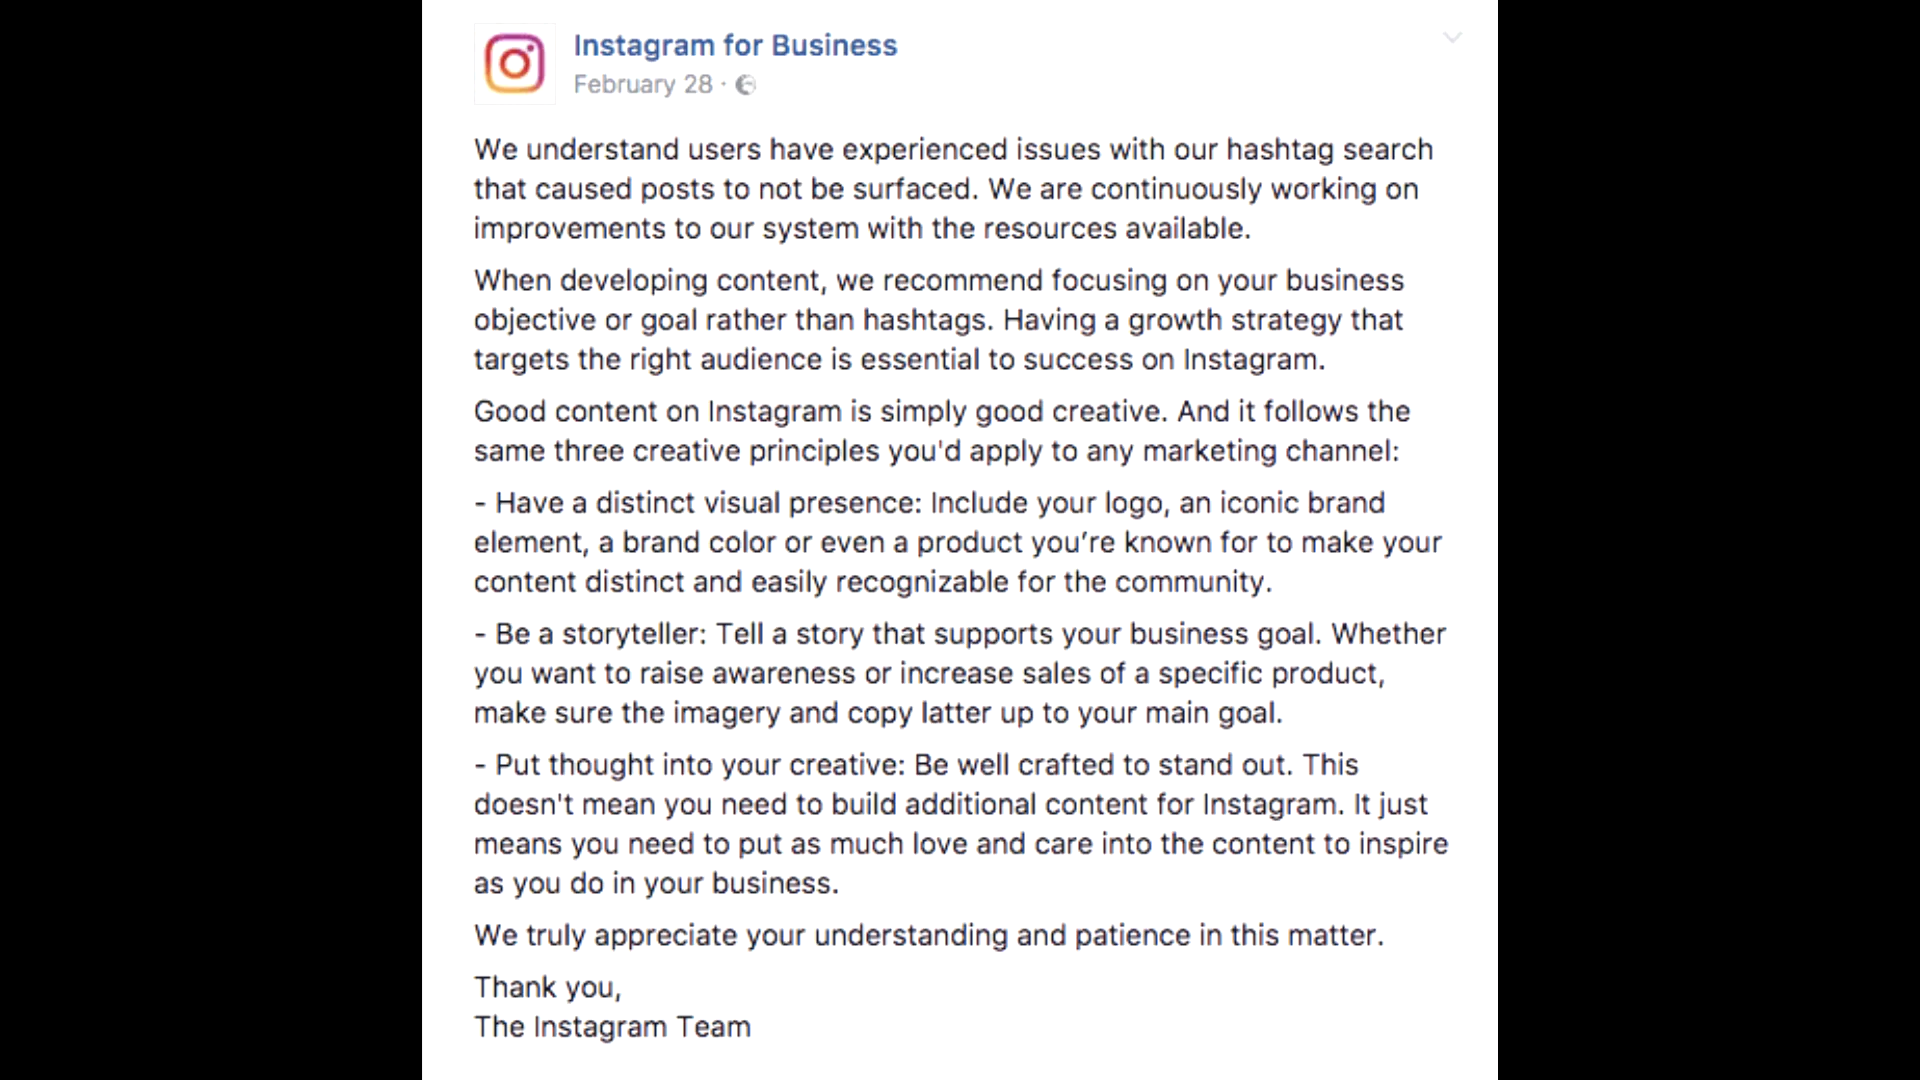 Instagram for Business
February 28 ·
We understand users have experienced issues with our hashtag search
that caused posts to not be surfaced. We are continuously working on
improvements to our system with the resources available.
When developing content, we recommend focusing on your business
objective or goal rather than hashtags. Having a growth strategy that
targets the right audience is essential to success on Instagram.
Good content on Instagram is simply good creative. And it follows the
same three creative principles you'd apply to any marketing channel:
- Have a distinct visual presence: Include your logo, an iconic brand
element, a brand color or even a product you’re known for to make your
content distinct and easily recognizable for the community.
- Be a storyteller: Tell a story that supports your business goal. Whether
you want to raise awareness or increase sales of a specific product,
make sure the imagery and copy latter up to your main goal.
- Put thought into your creative: Be well crafted to stand out. This
doesn't mean you need to build additional content for Instagram. It just
means you need to put as much love and care into the content to inspire
as you do in your business.
We truly appreciate your understanding and patience in this matter.
Thank you,
The Instagram Team